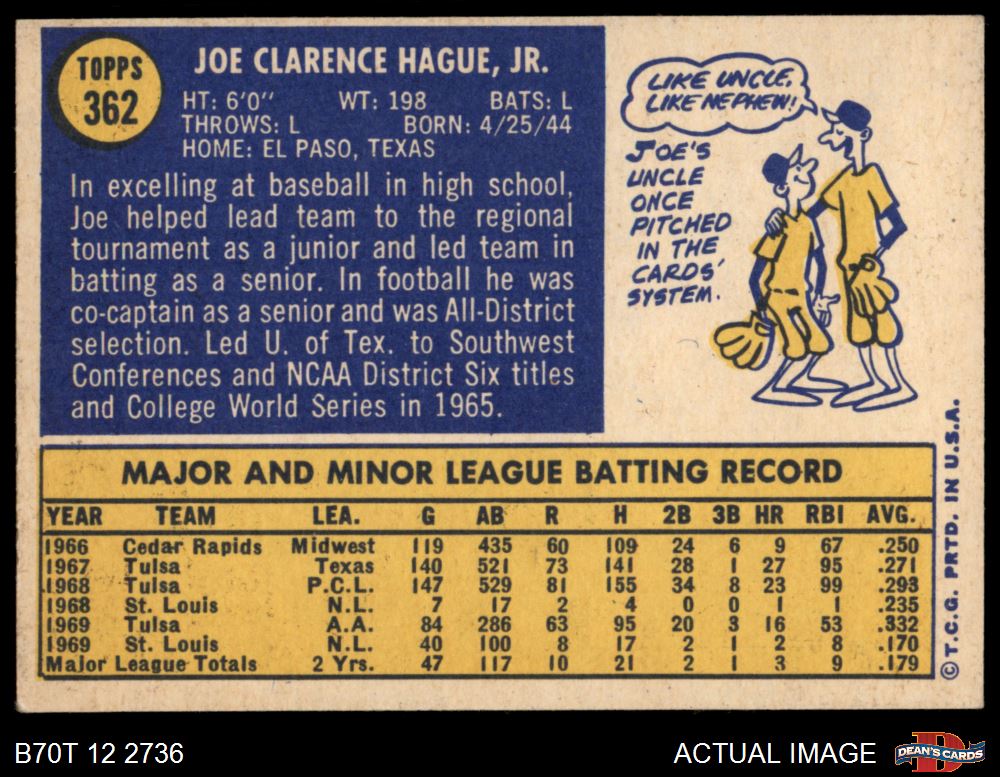 TOPPS
362
JOE CLARENCE HAGUE, JR.
HT: 6'0" WT: 198 BATS: L
THROWS: L BORN: 4/25/44
HOME: EL PASO, TEXAS
In excelling at baseball in high school,
Joe helped lead team to the regional
tournament as a junior and led team in
batting as a senior. In football he was
co-captain as a senior and was All-District
selection. Led U. of Tex. to Southwest
Conferences and NCAA District Six titles
and College World Series in 1965.
LIKE UNCLE,
LIKE NEPHEW!
JOE'S
UNCLE
ONCE
PITCHED
IN THE
CARDS'
SYSTEM.
MAJOR AND MINOR LEAGUE BATTING RECORD
YEAR TEAM LEA. G AB R H 2B 3B HR RBI AVG.
1966 Cedar Rapids Midwest 119 435 60 109 24 6 9 67 .250
1967 Tulsa Texas 140 521 73 141 28 1 27 95 .271
1968 Tulsa P.C.L. 147 529 81 155 34 8 23 99 .293
1968 St. Louis N.L. 7 17 2 4 0 0 1 1 .235
1969 Tulsa A.A. 84 286 63 95 20 3 16 53 .332
1969 St. Louis N.L. 40 100 8 17 2 1 2 8 .170
Major League Totals 2 Yrs. 47 117 10 21 2 1 3 9 .179
© T.C.G. PRTD. IN U.S.A.
B70T 12 2736
ACTUAL IMAGE
D
DEAN'S CARDS